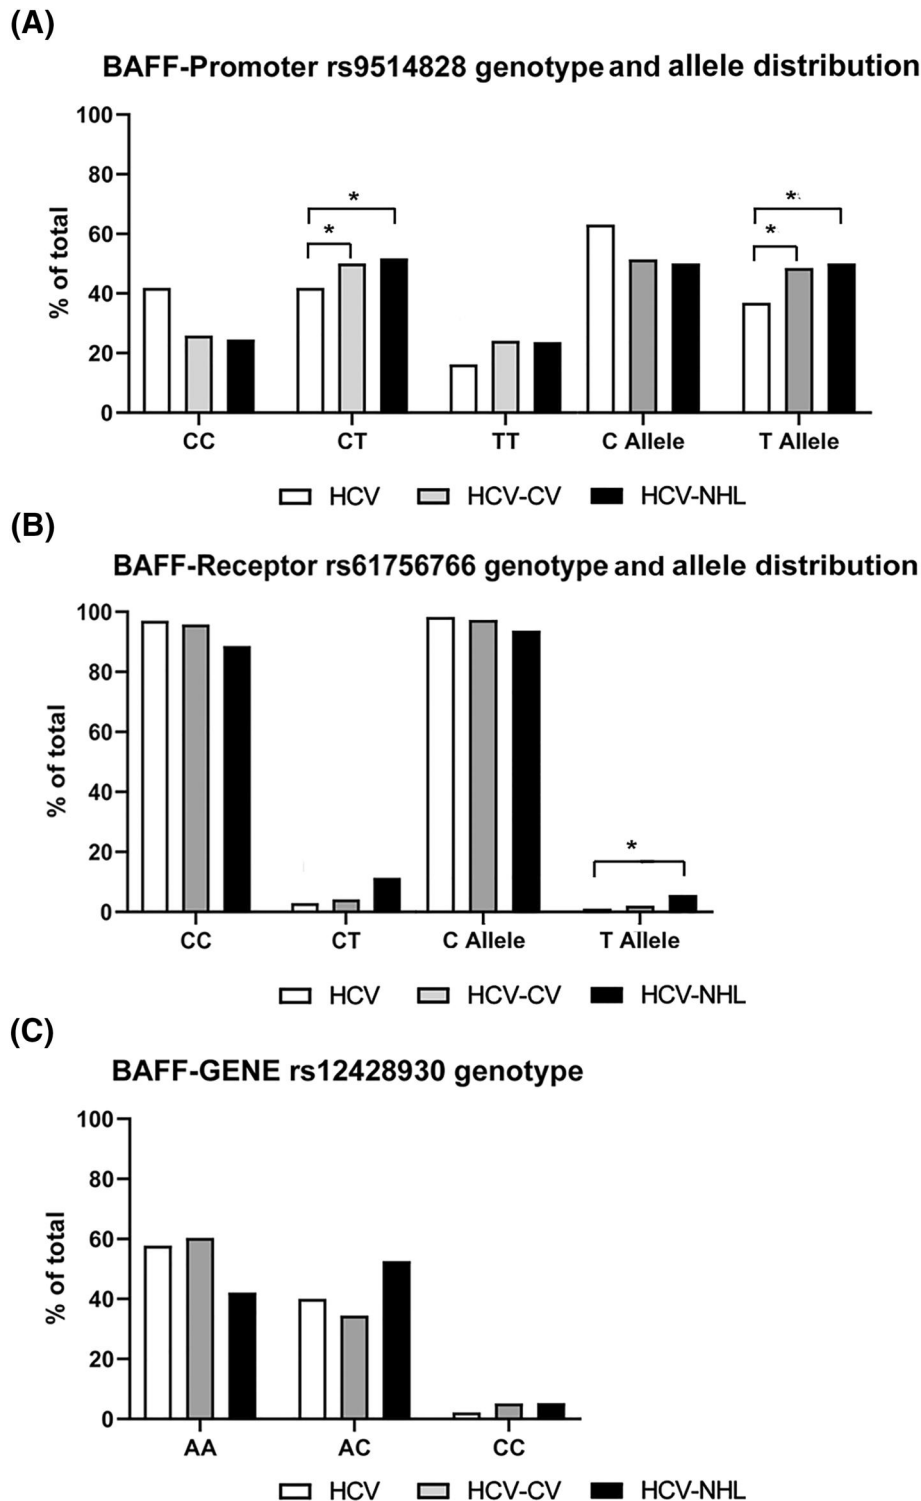 (A)
BAFF-Promoter rs9514828 genotype and allele distribution
% of total
100
80
60
40
20
0
* * * *
CC CT TT C Allele T Allele
HCV HCV-CV HCV-NHL
(B)
BAFF-Receptor rs61756766 genotype and allele distribution
% of total
100
80
60
40
20
0
*
CC CT C Allele T Allele
HCV HCV-CV HCV-NHL
(C)
BAFF-GENE rs12428930 genotype
% of total
100
80
60
40
20
0
AA AC CC
HCV HCV-CV HCV-NHL